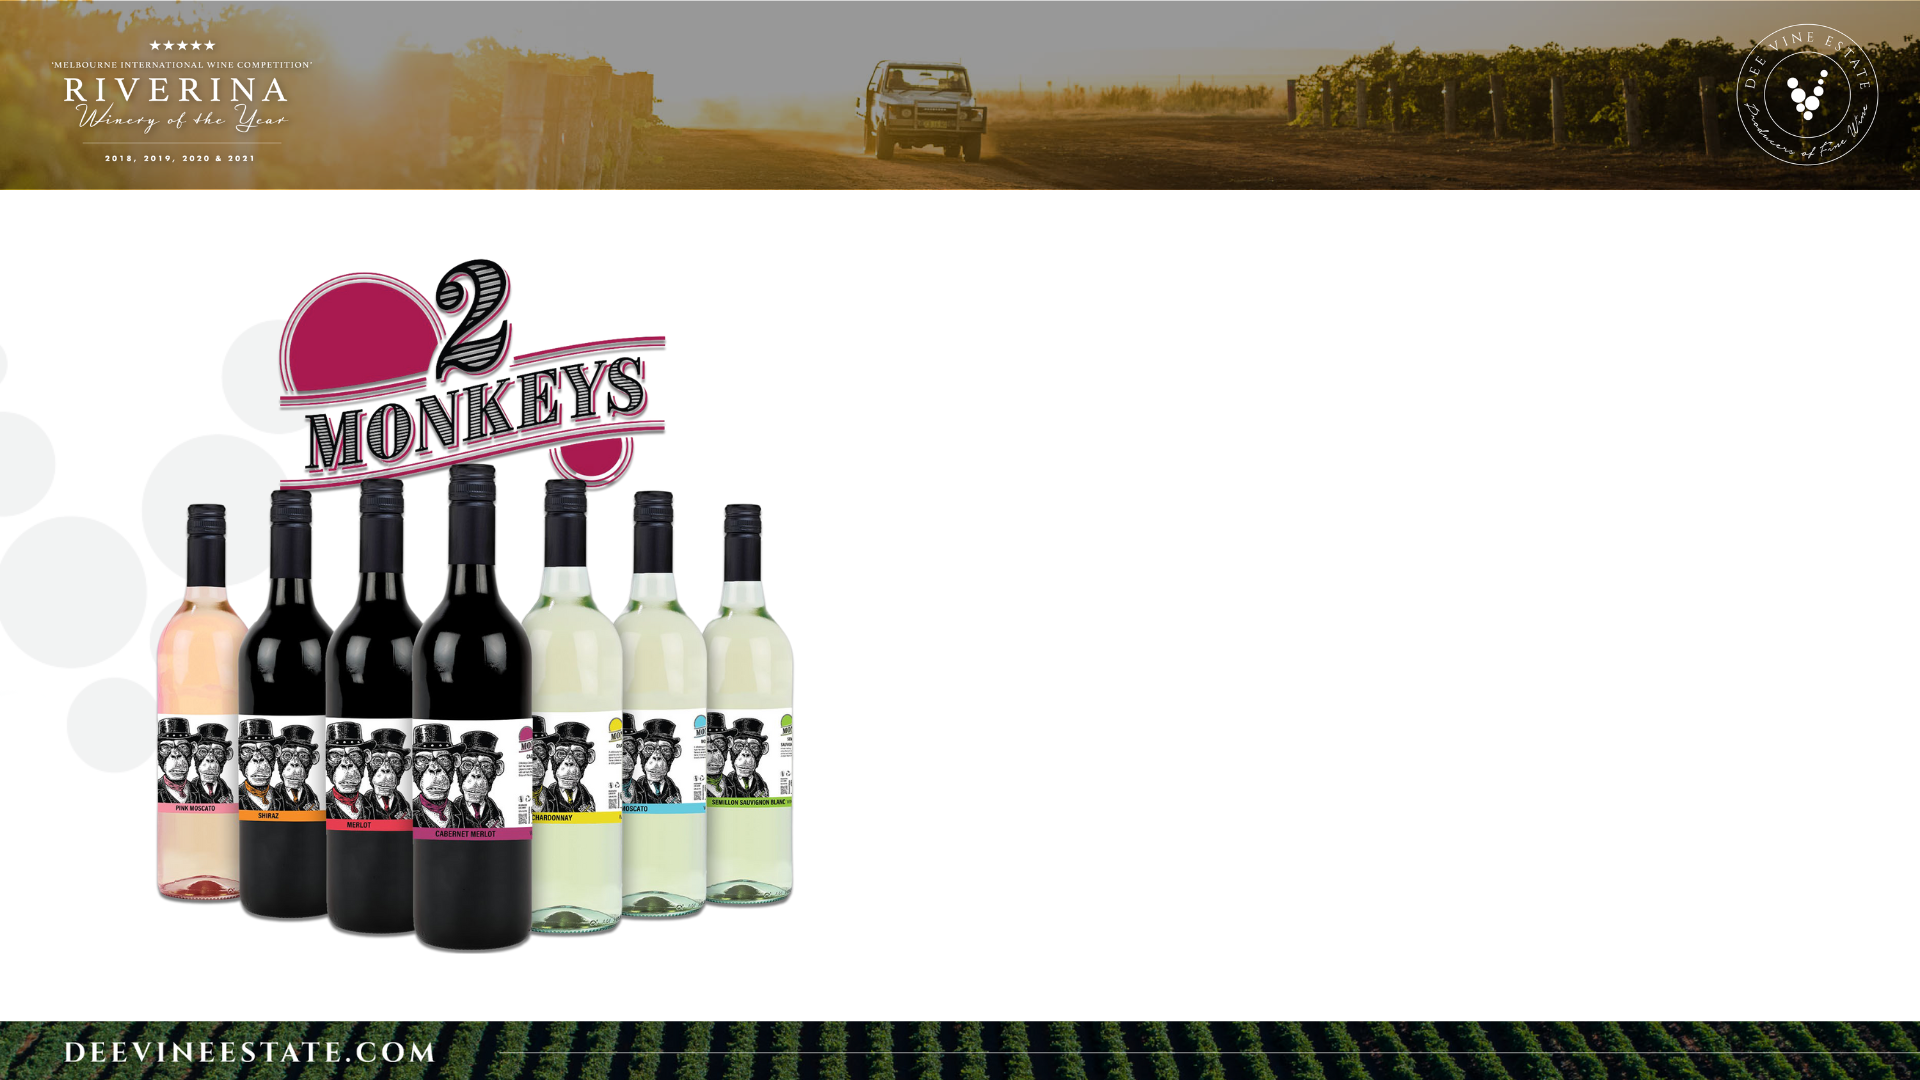 ★★★★★
'MELBOURNE INTERNATIONAL WINE COMPETITION'
RIVERINA
Winery of the Year
2018, 2019, 2020 & 2021
DEE VINE ESTATE
Producers of Fine Wine
2
MONKEYS
PINK MOSCATO
SHIRAZ
MERLOT
CABERNET MERLOT
CHARDONNAY
MOSCATO
SEMILLON SAUVIGNON BLANC
DEEVINEESTATE.COM